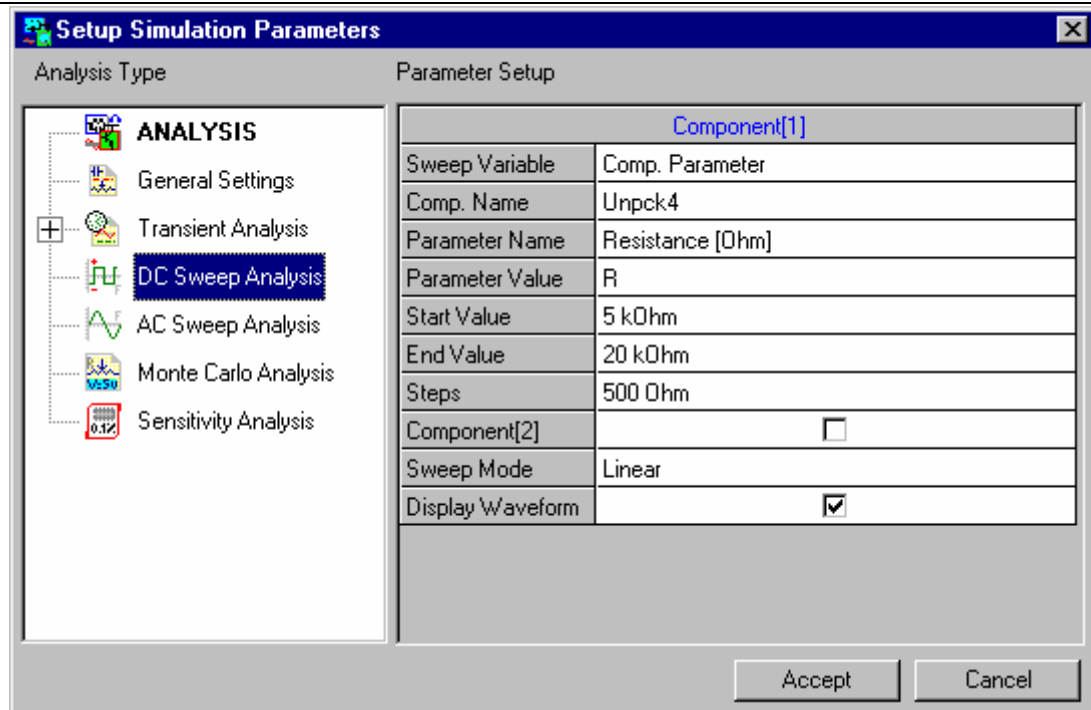 Setup Simulation Parameters
Analysis Type
Parameter Setup
ANALYSIS
General Settings
Transient Analysis
DC Sweep Analysis
AC Sweep Analysis
Monte Carlo Analysis
Sensitivity Analysis
Component[1]
Sweep Variable Comp. Parameter
Comp. Name Unpck4
Parameter Name Resistance [Ohm]
Parameter Value R
Start Value 5 kOhm
End Value 20 kOhm
Steps 500 Ohm
Component[2]
Sweep Mode Linear
Display Waveform
Accept
Cancel